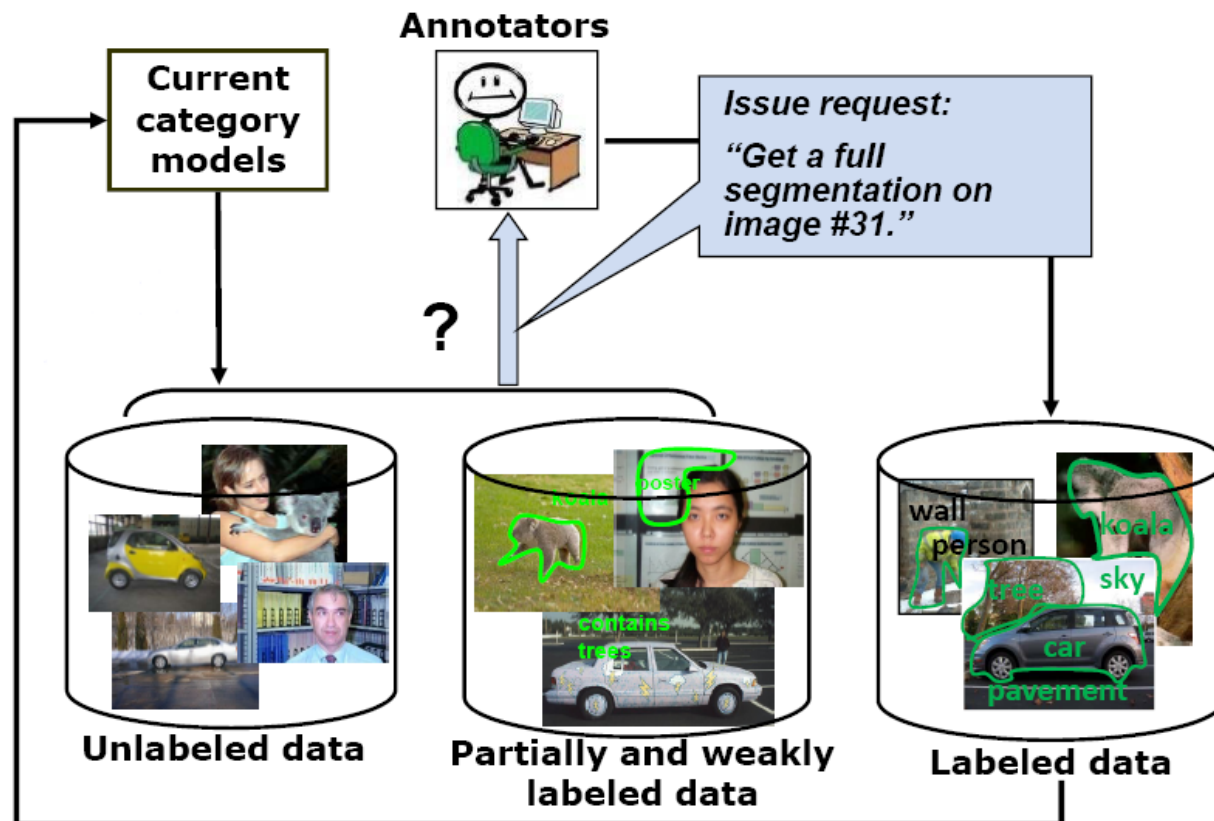 Annotators
Current
category
models
Issue request:
“Get a full
segmentation on
image #31.”
?
koala
poster
contains
trees
wall
person
koala
tree
sky
car
pavement
Unlabeled data
Partially and weakly
labeled data
Labeled data